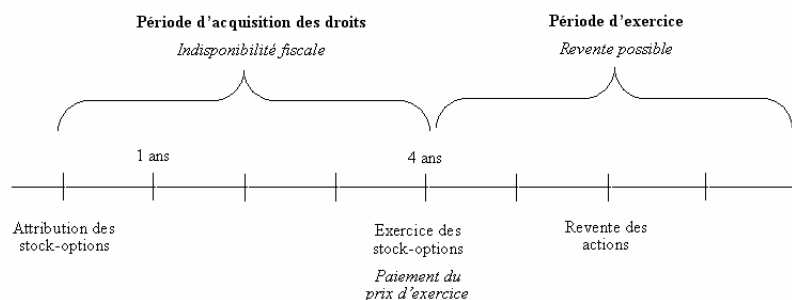 Période d'acquisition des droits
Indisponibilité fiscale
Période d'exercice
Revente possible
1 ans
4 ans
Attribution des
stock-options
Exercice des
stock-options
Paiement du
prix d'exercice
Revente des
actions